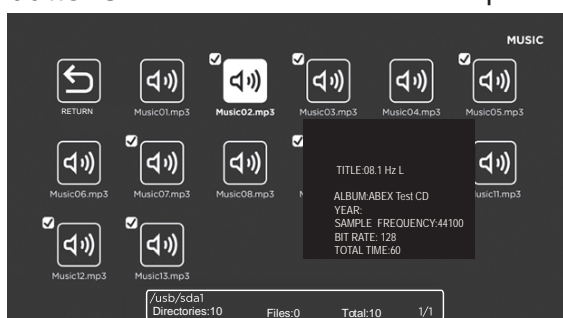 MUSIC
RETURN Music01.mp3 Music02.mp3 Music03.mp3 Music04.mp3 Music05.mp3
TITLE:08.1 Hz L
Music06.mp3 Music07.mp3 Music08.mp3 Music11.mp3
ALBUM:ABEX Test CD
YEAR:
SAMPLE FREQUENCY:44100
BIT RATE: 128
TOTAL TIME:60
Music12.mp3 Music13.mp3
/usb/sda1
Directories:10 Files:0 Total:10 1/1